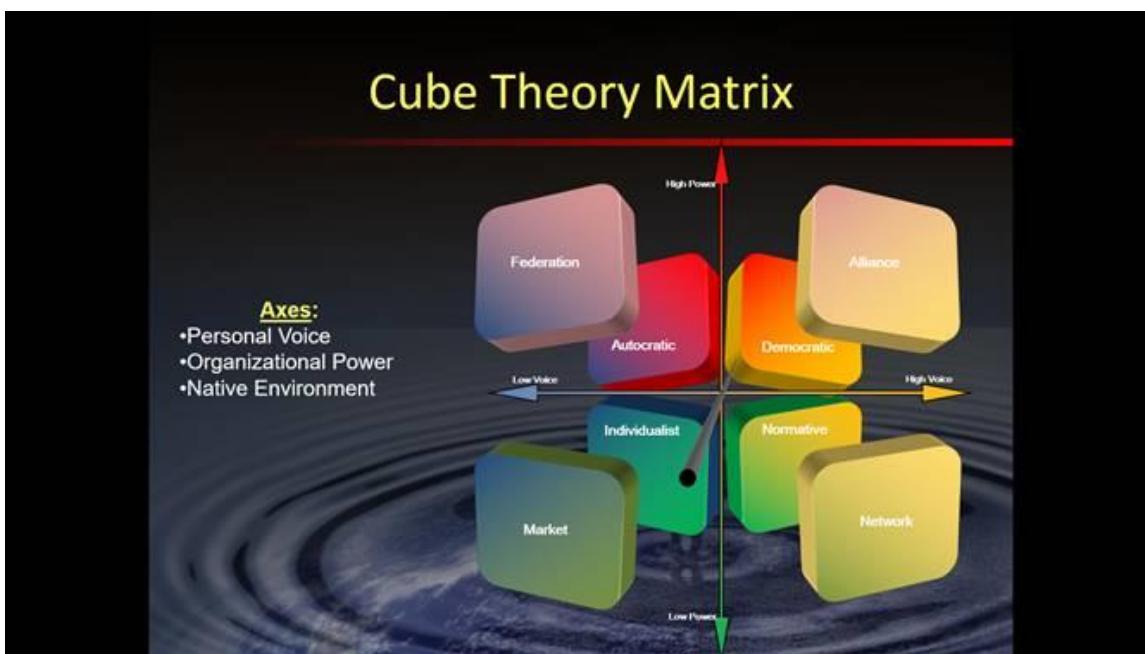 Cube Theory Matrix
High Power
Federation
Alliance
Autocratic
Democratic
Axes:
•Personal Voice
•Organizational Power
•Native Environment
Low Voice
High Voice
Individualist
Normative
Market
Network
Low Power